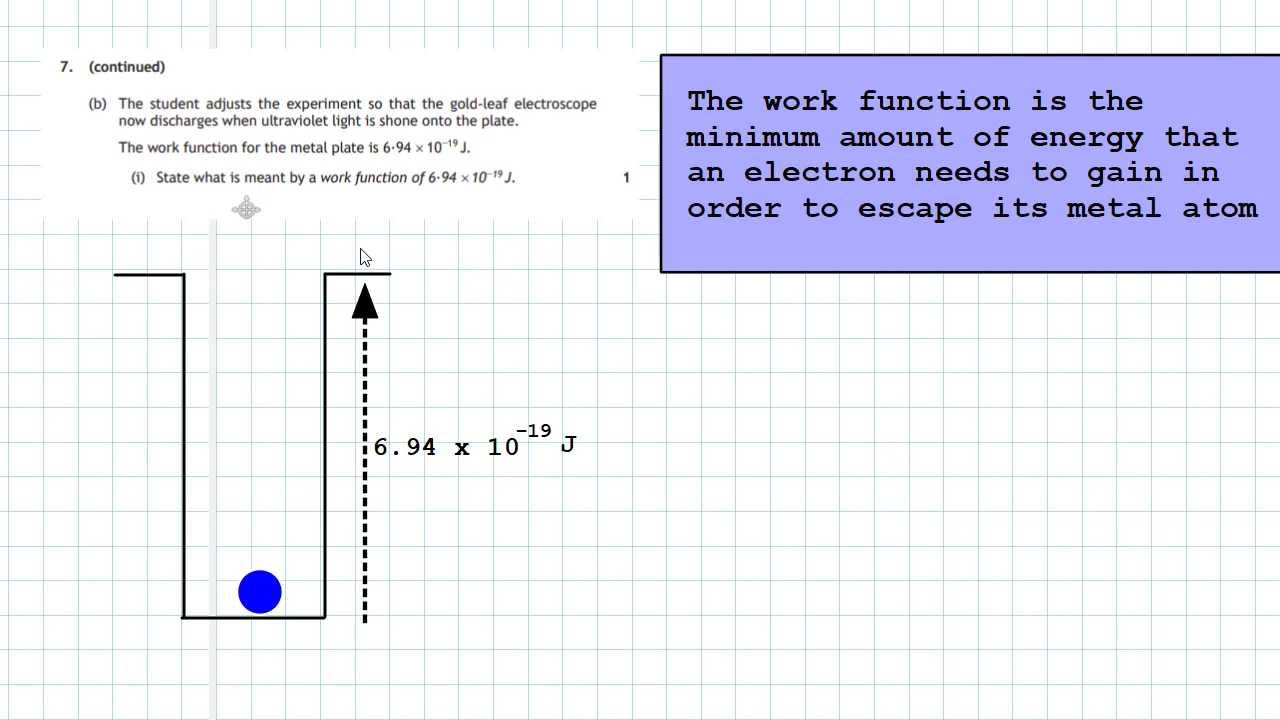 7. (continued)
(b) The student adjusts the experiment so that the gold-leaf electroscope
now discharges when ultraviolet light is shone onto the plate.
The work function for the metal plate is 6·94 × 10⁻¹⁹ J.
(i) State what is meant by a work function of 6·94 × 10⁻¹⁹ J. 1
The work function is the
minimum amount of energy that
an electron needs to gain in
order to escape its metal atom
6.94 x 10⁻¹⁹ J